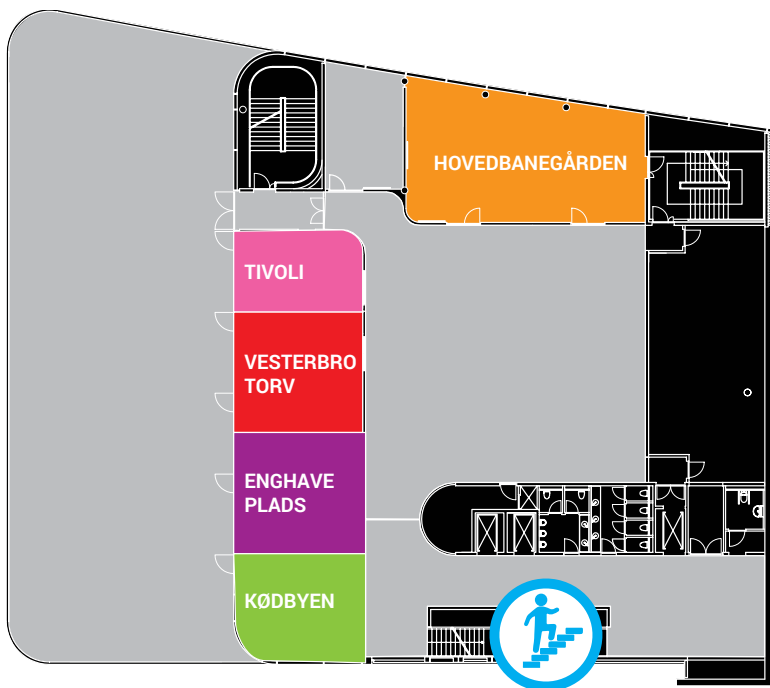 HOVEDBANEGÅRDEN
TIVOLI
VESTERBRO
TORV
ENGHAVE
PLADS
KØDBYEN